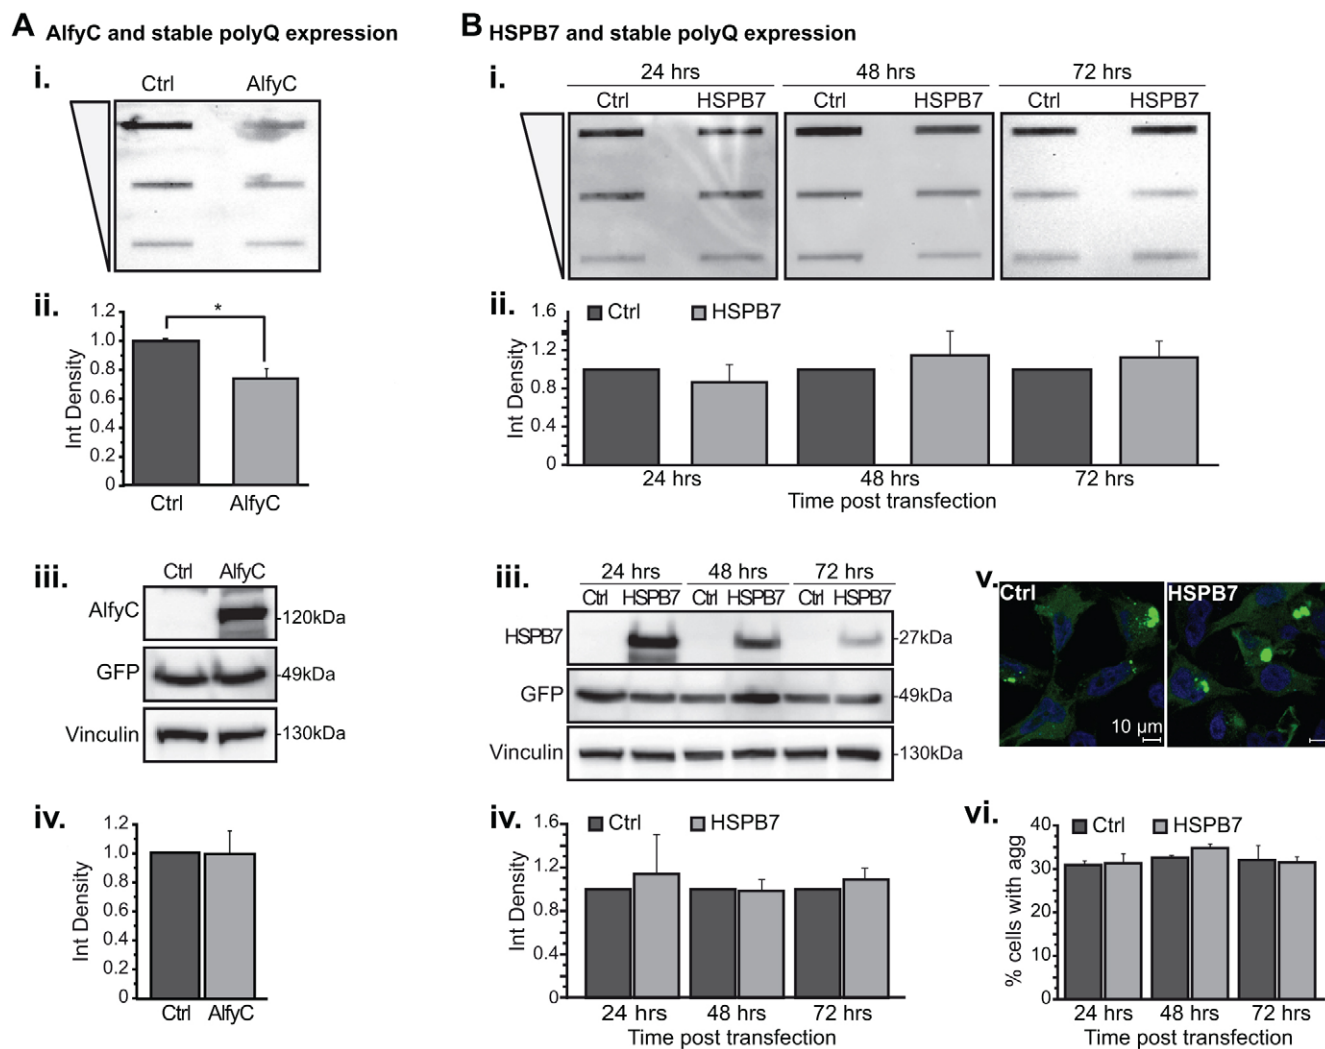 A AlfyC and stable polyQ expression
i.
Ctrl AlfyC
ii.
Int Density
1.2
1.0
0.8
0.6
0.4
0.2
0
*
Ctrl AlfyC
iii.
Ctrl AlfyC
AlfyC -120kDa
GFP -49kDa
Vinculin -130kDa
iv.
Int Density
1.2
1.0
0.8
0.6
0.4
0.2
0
Ctrl AlfyC
B HSPB7 and stable polyQ expression
i.
24 hrs 48 hrs 72 hrs
Ctrl HSPB7 Ctrl HSPB7 Ctrl HSPB7
ii.
Ctrl HSPB7
Int Density
1.6
1.2
0.8
0.4
0
24 hrs 48 hrs 72 hrs
Time post transfection
iii.
24 hrs 48 hrs 72 hrs
Ctrl HSPB7 Ctrl HSPB7 Ctrl HSPB7
HSPB7 -27kDa
GFP -49kDa
Vinculin -130kDa
iv.
Ctrl HSPB7
Int Density
1.6
1.2
0.8
0.4
0
24 hrs 48 hrs 72 hrs
Time post transfection
v.
Ctrl HSPB7
10 µm
vi.
Ctrl HSPB7
% cells with agg
40
30
40
30
20
10
0
24 hrs 48 hrs 72 hrs
Time post transfection